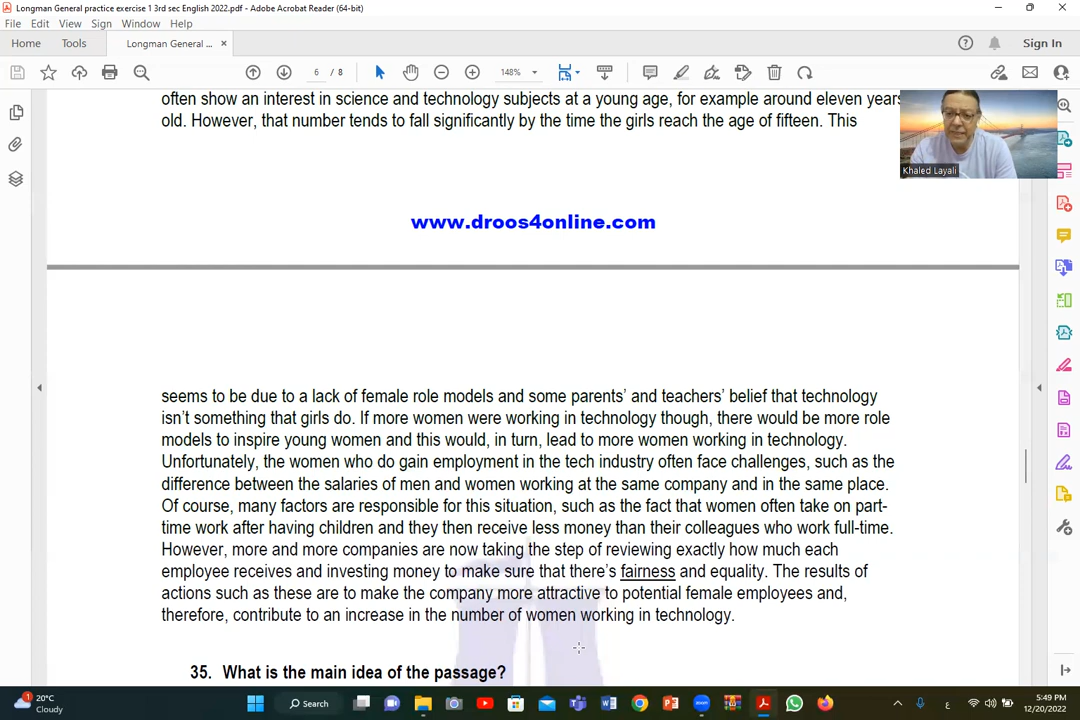 Longman General practice exercise 1 3rd sec English 2022.pdf - Adobe Acrobat Reader (64-bit)
File Edit View Sign Window Help
Home Tools Longman General ... ×
Sign In
6 / 8
148%
often show an interest in science and technology subjects at a young age, for example around eleven years
old. However, that number tends to fall significantly by the time the girls reach the age of fifteen. This
Khaled Layali
www.droos4online.com
seems to be due to a lack of female role models and some parents' and teachers' belief that technology
isn't something that girls do. If more women were working in technology though, there would be more role
models to inspire young women and this would, in turn, lead to more women working in technology.
Unfortunately, the women who do gain employment in the tech industry often face challenges, such as the
difference between the salaries of men and women working at the same company and in the same place.
Of course, many factors are responsible for this situation, such as the fact that women often take on part-
time work after having children and they then receive less money than their colleagues who work full-time.
However, more and more companies are now taking the step of reviewing exactly how much each
employee receives and investing money to make sure that there's fairness and equality. The results of
actions such as these are to make the company more attractive to potential female employees and,
therefore, contribute to an increase in the number of women working in technology.
35. What is the main idea of the passage?
1
20°C
Cloudy
Search
ع
5:49 PM
12/20/2022